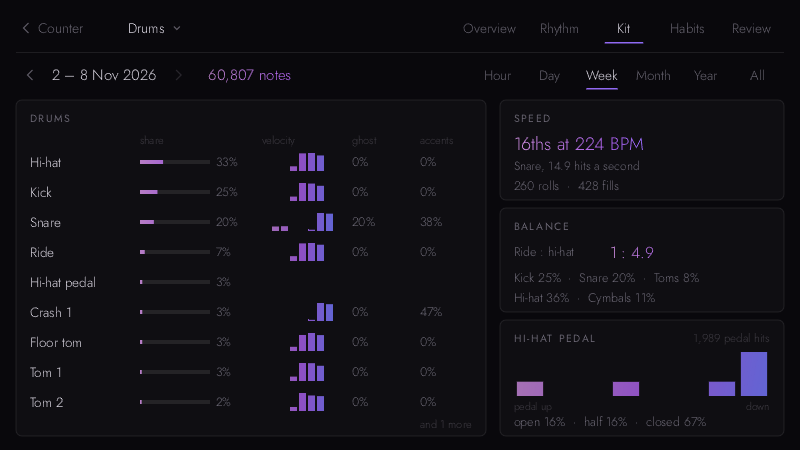 Counter Drums Overview Rhythm Kit Habits Review
2 – 8 Nov 2026 60,807 notes Hour Day Week Month Year All
DRUMS
share velocity ghost accents
Hi-hat 33% 0% 0%
Kick 25% 0% 0%
Snare 20% 20% 38%
Ride 7% 0% 0%
Hi-hat pedal 3%
Crash 1 3% 0% 47%
Floor tom 3% 0% 0%
Tom 1 3% 0% 0%
Tom 2 2% 0% 0%
and 1 more
SPEED
16ths at 224 BPM
Snare, 14.9 hits a second
260 rolls · 428 fills
BALANCE
Ride : hi-hat 1 : 4.9
Kick 25% · Snare 20% · Toms 8%
Hi-hat 36% · Cymbals 11%
HI-HAT PEDAL 1,989 pedal hits
pedal up down
open 16% · half 16% · closed 67%